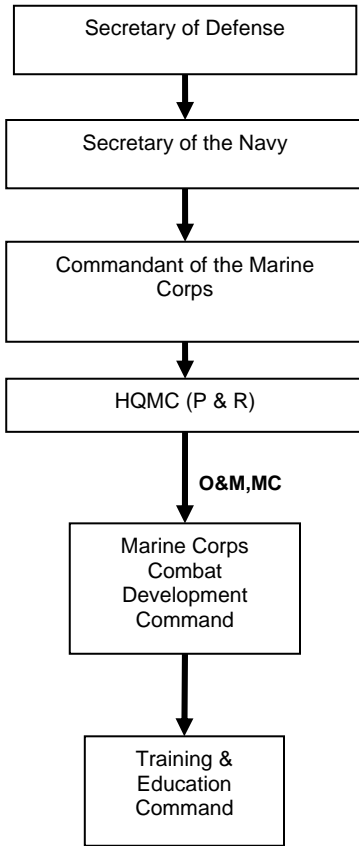 Secretary of Defense
Secretary of the Navy
Commandant of the Marine
Corps
HQMC (P & R)
O&M,MC
Marine Corps
Combat
Development
Command
Training &
Education
Command